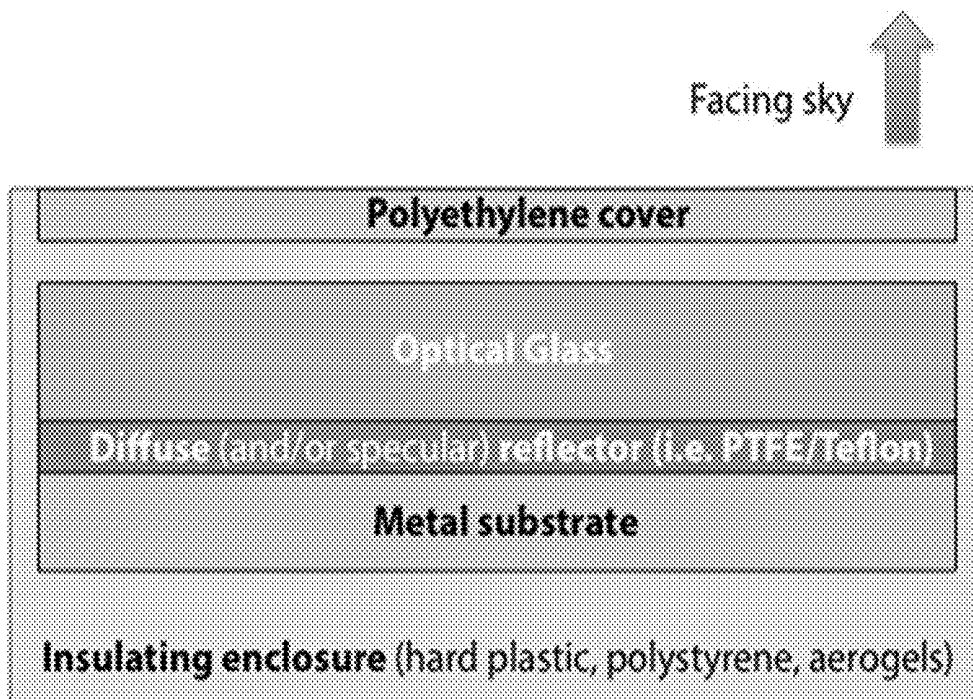 Facing sky
Polyethylene cover
Optical Glass
Diffuse (and/or specular) reflector (i.e. PTFE/Teflon)
Metal substrate
Insulating enclosure (hard plastic, polystyrene, aerogels)